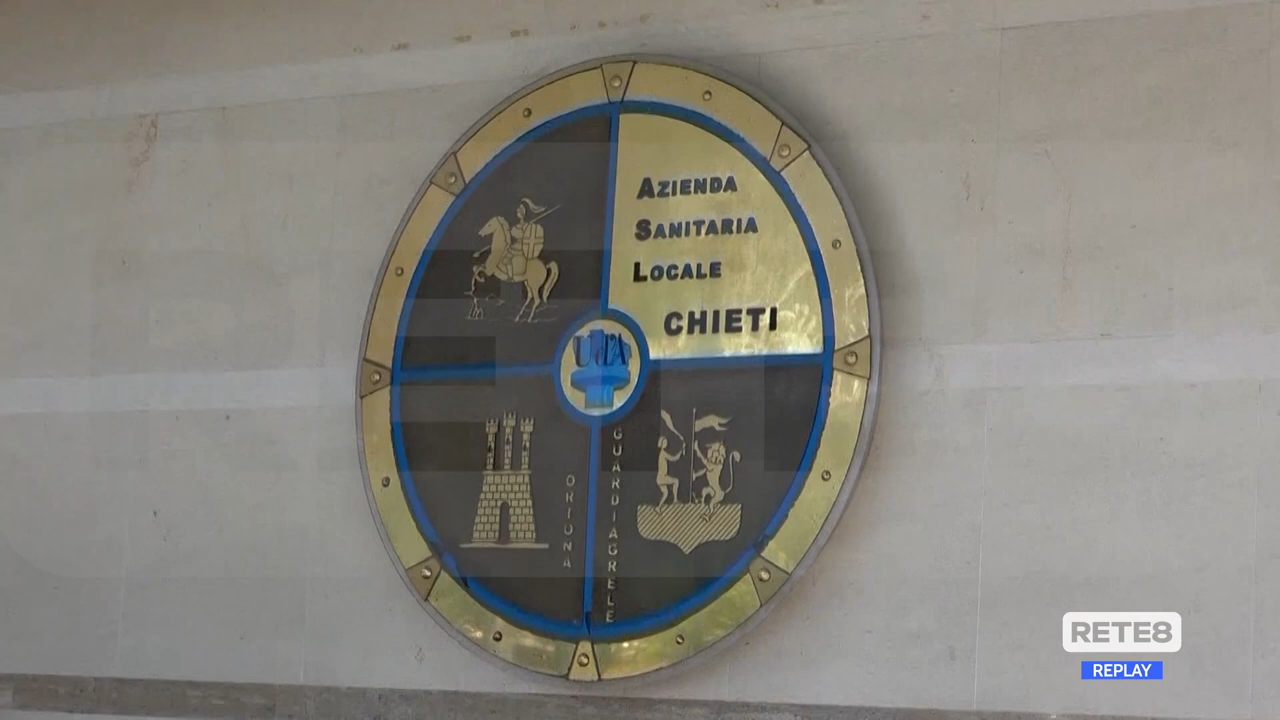 AZIENDA
SANITARIA
LOCALE
CHIETI
ORTONA
GUARDIAGRELE
RETE8
REPLAY